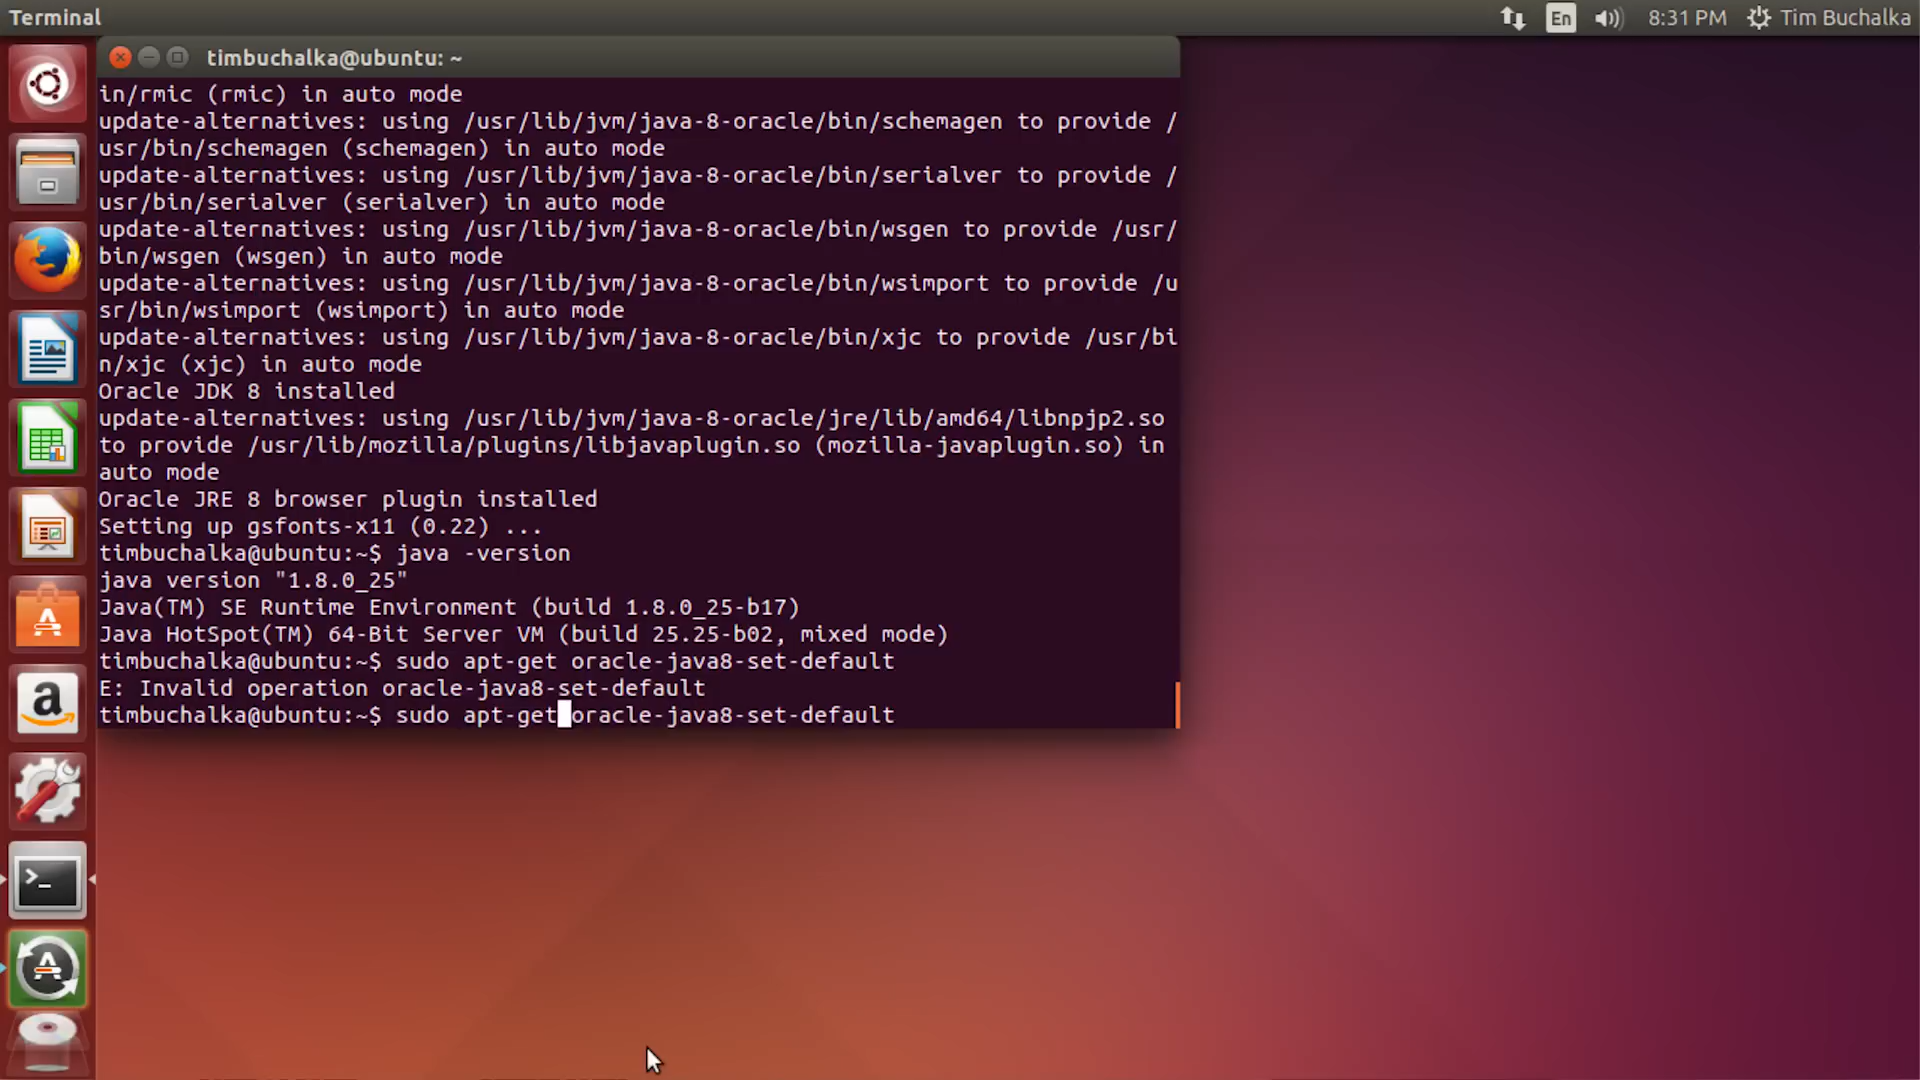 Terminal
En
8:31 PM
Tim Buchalka
timbuchalka@ubuntu: ~
in/rmic (rmic) in auto mode
update-alternatives: using /usr/lib/jvm/java-8-oracle/bin/schemagen to provide /
usr/bin/schemagen (schemagen) in auto mode
update-alternatives: using /usr/lib/jvm/java-8-oracle/bin/serialver to provide /
usr/bin/serialver (serialver) in auto mode
update-alternatives: using /usr/lib/jvm/java-8-oracle/bin/wsgen to provide /usr/
bin/wsgen (wsgen) in auto mode
update-alternatives: using /usr/lib/jvm/java-8-oracle/bin/wsimport to provide /u
sr/bin/wsimport (wsimport) in auto mode
update-alternatives: using /usr/lib/jvm/java-8-oracle/bin/xjc to provide /usr/bi
n/xjc (xjc) in auto mode
Oracle JDK 8 installed
update-alternatives: using /usr/lib/jvm/java-8-oracle/jre/lib/amd64/libnpjp2.so
to provide /usr/lib/mozilla/plugins/libjavaplugin.so (mozilla-javaplugin.so) in
auto mode
Oracle JRE 8 browser plugin installed
Setting up gsfonts-x11 (0.22) ...
timbuchalka@ubuntu:~$ java -version
java version "1.8.0_25"
Java(TM) SE Runtime Environment (build 1.8.0_25-b17)
Java HotSpot(TM) 64-Bit Server VM (build 25.25-b02, mixed mode)
timbuchalka@ubuntu:~$ sudo apt-get oracle-java8-set-default
E: Invalid operation oracle-java8-set-default
timbuchalka@ubuntu:~$ sudo apt-get oracle-java8-set-default